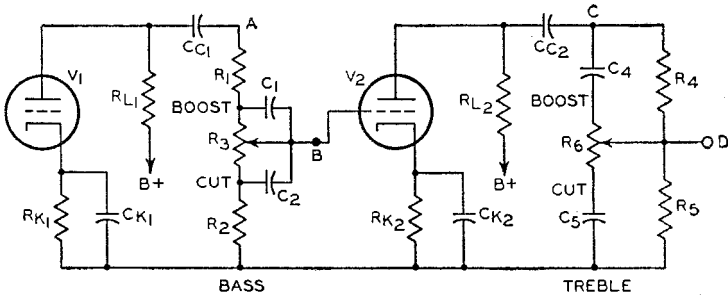 A
C
CC1
CC2
V1
R1
C1
V2
C4
R4
RL1
BOOST
RL2
BOOST
R3
B
R6
D
B+
CUT
C2
B+
CUT
RK1
CK1
R2
RK2
CK2
C5
R5
BASS
TREBLE